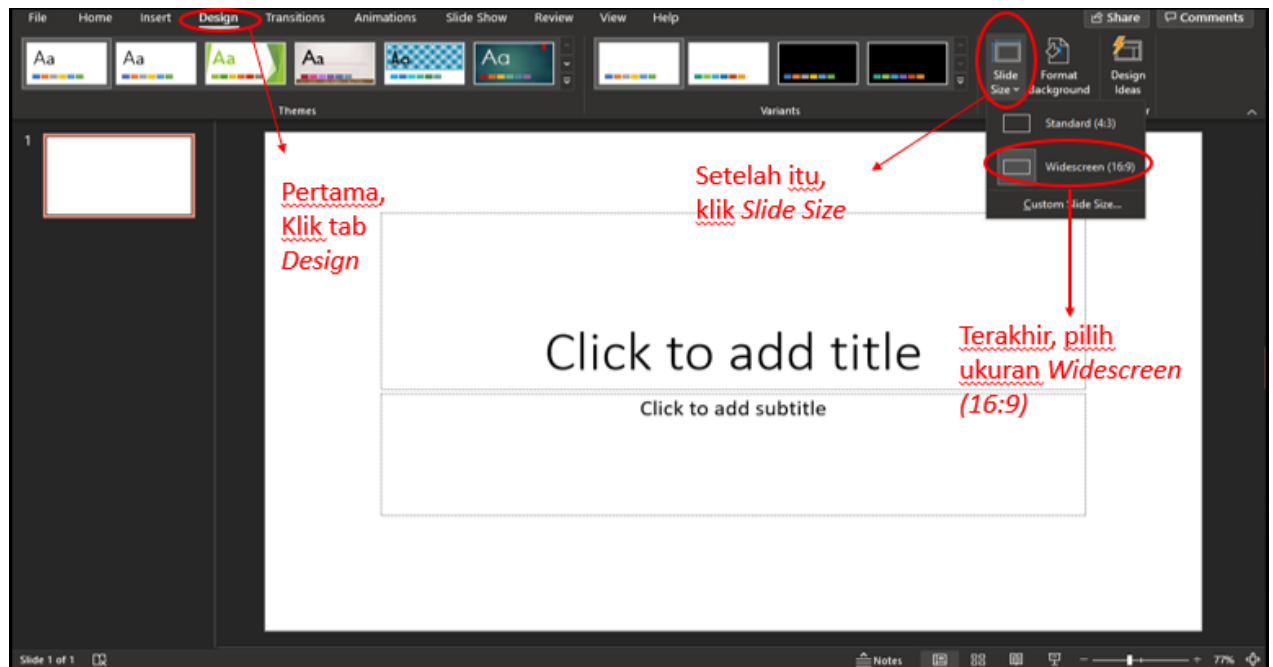 File Home Insert Design Transitions Animations Slide Show Review View Help Share Comments
Aa Aa Aa Aa Aa Aa
Slide Size
Format Background
Design Ideas
Themes
Variants
Standard (4:3)
Widescreen (16:9)
Custom Slide Size...
1
Pertama,
Klik tab
Design
Setelah itu,
klik Slide Size
Terakhir, pilih
ukuran Widescreen
(16:9)
Click to add title
Click to add subtitle
Slide 1 of 1
Notes
77%